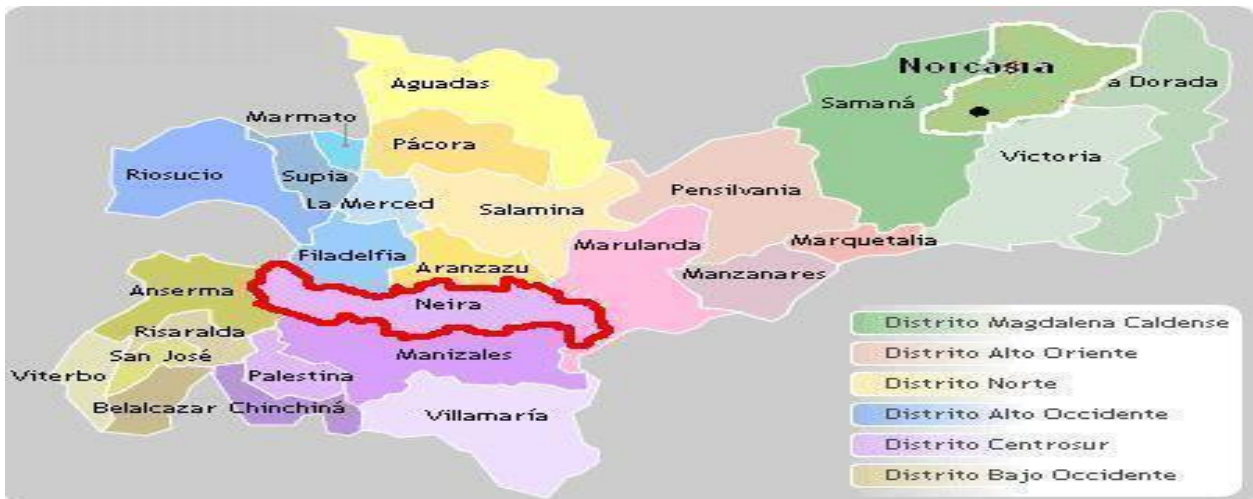 Aguadas
Norcasia
a Dorada
Samaná
Marmato
Pácora
Victoria
Riosucio
Supia
Pensilvania
La Merced
Salamina
Marulanda
Marquetalia
Filadelfia
Aranzazu
Manzanares
Anserma
Neira
Risaralda
San José
Manizales
Viterbo
Palestina
Belalcazar
Chinchiná
Villamaría
Distrito Magdalena Caldense
Distrito Alto Oriente
Distrito Norte
Distrito Alto Occidente
Distrito Centrosur
Distrito Bajo Occidente